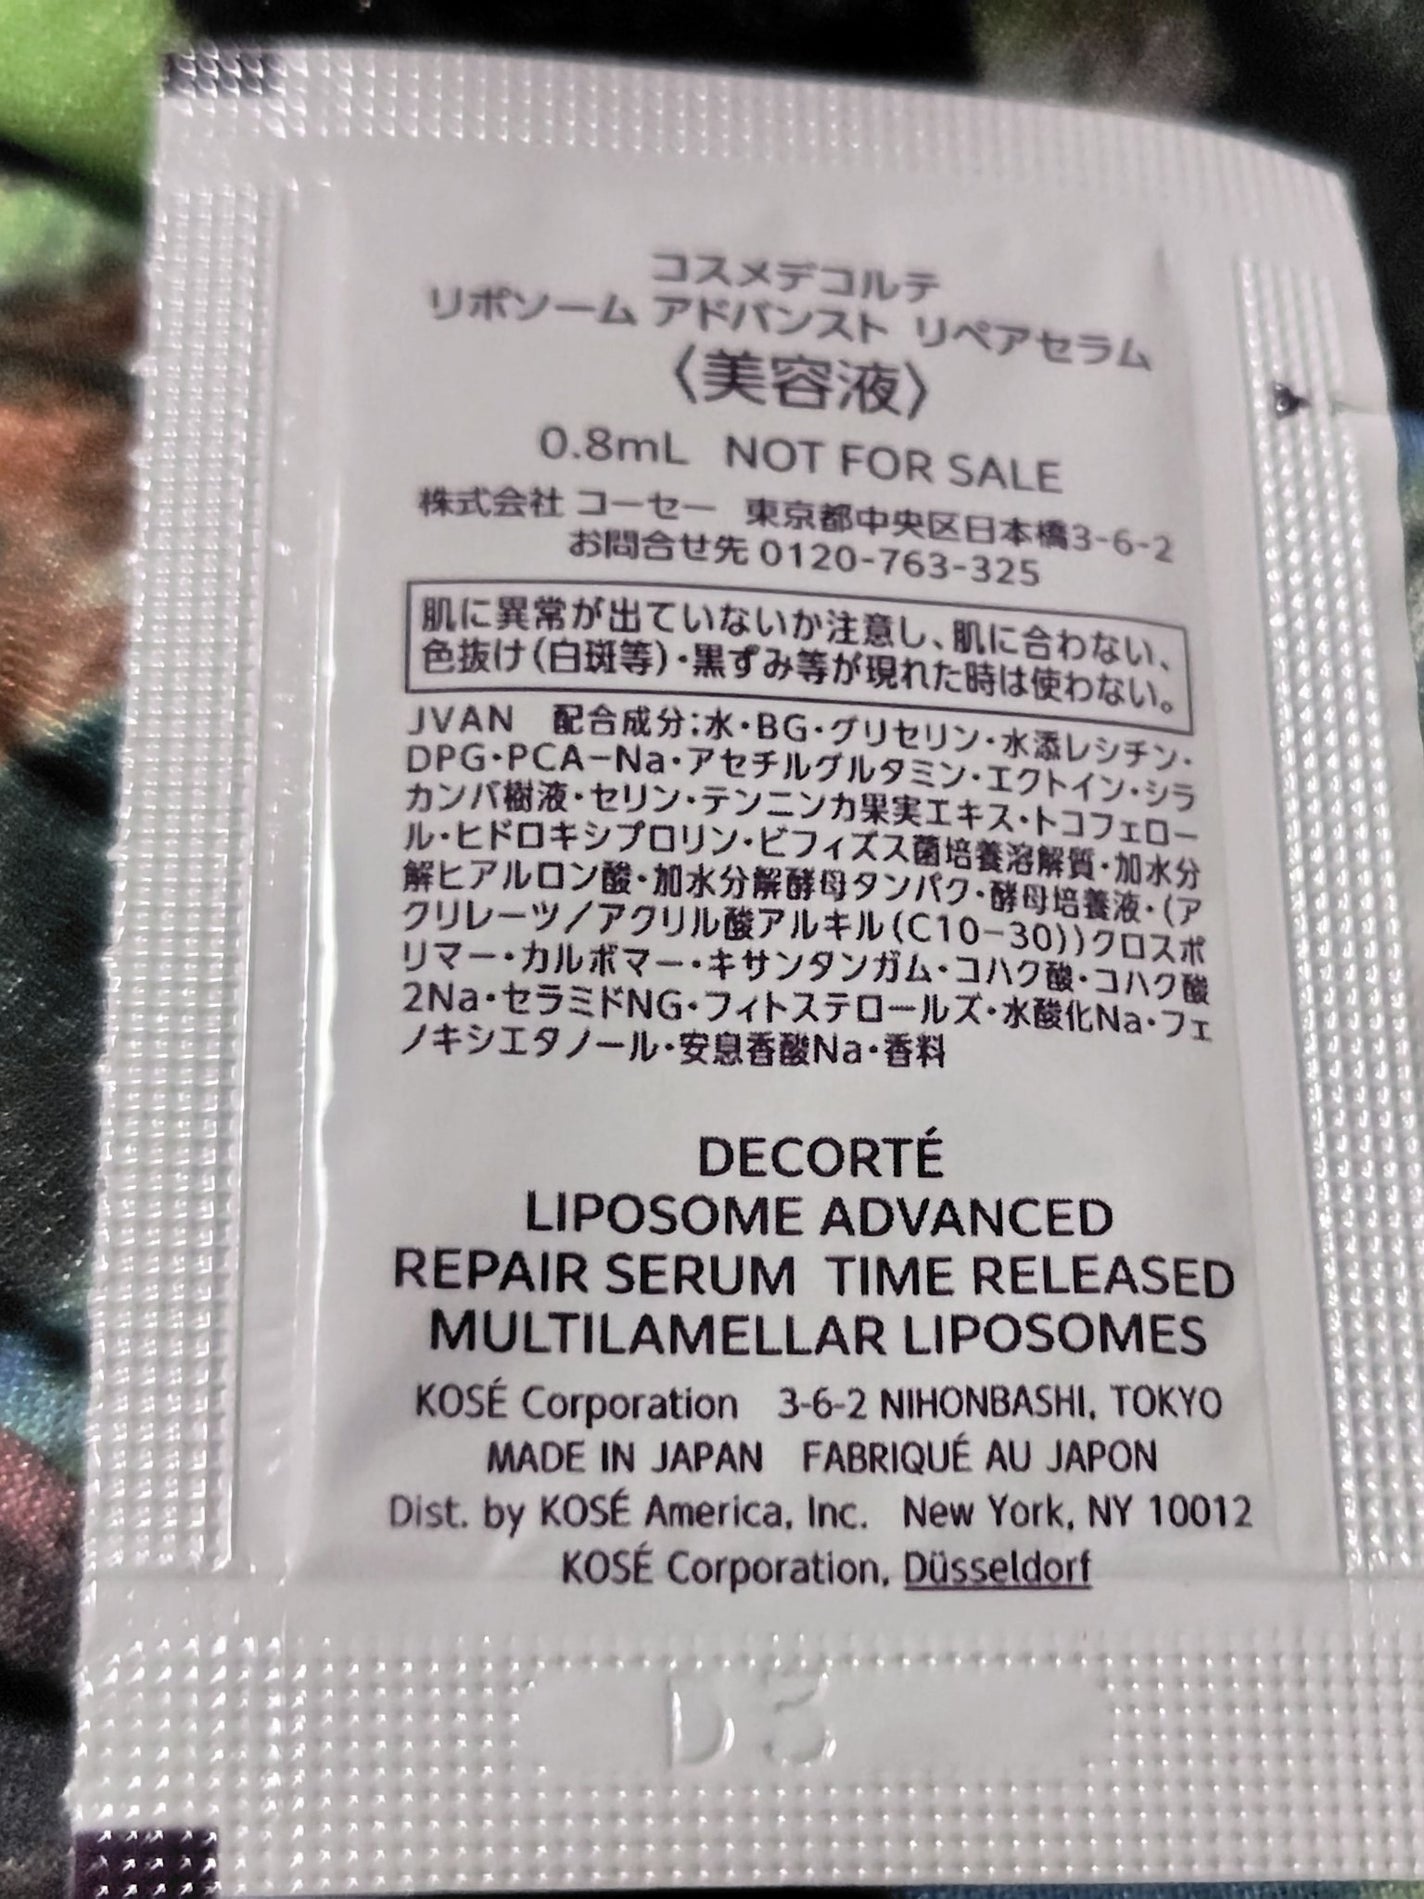 コスメデコルテ
リポソーム アドバンスト リペアセラム
〈美容液〉
0.8mL NOT FOR SALE
株式会社 コーセー 東京都中央区日本橋3-6-2
お問合せ先 0120-763-325
肌に異常が出ていないか注意し、肌に合わない、
色抜け(白斑等)・黒ずみ等が現れた時は使わない。
JVAN 配合成分:水・BG・グリセリン・水添レシチン・
DPG・PCA-Na・アセチルグルタミン・エクトイン・シラ
カンバ樹液・セリン・テンニンカ果実エキス・トコフェロー
ル・ヒドロキシプロリン・ビフィズス菌培養溶解質・加水分
解ヒアルロン酸・加水分解酵母タンパク・酵母培養液・(ア
クリレーツ/アクリル酸アルキル(C10-30))クロスポ
リマー・カルボマー・キサンタンガム・コハク酸・コハク酸
2Na・セラミドNG・フィトステロールズ・水酸化Na・フェ
ノキシエタノール・安息香酸Na・香料
DECORTÉ
LIPOSOME ADVANCED
REPAIR SERUM TIME RELEASED
MULTILAMELLAR LIPOSOMES
KOSÉ Corporation 3-6-2 NIHONBASHI, TOKYO
MADE IN JAPAN FABRIQUÉ AU JAPON
Dist. by KOSÉ America, Inc. New York, NY 10012
KOSÉ Corporation, Düsseldorf
D3